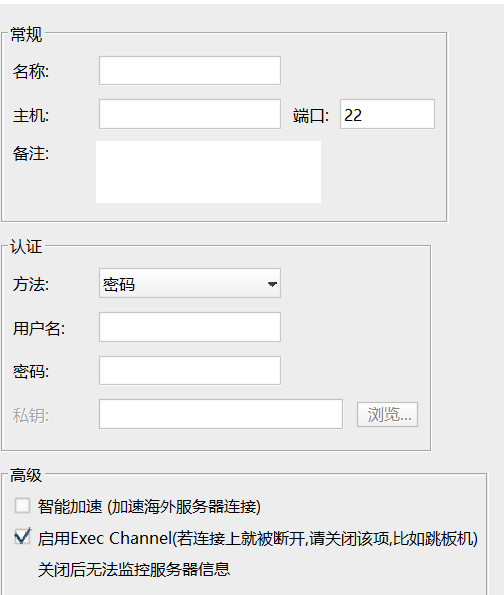 常规
名称:
主机: 端口: 22
备注:
认证
方法: 密码
用户名:
密码:
私钥: 浏览...
高级
智能加速 (加速海外服务器连接)
启用Exec Channel(若连接上就被断开,请关闭该项,比如跳板机)
关闭后无法监控服务器信息